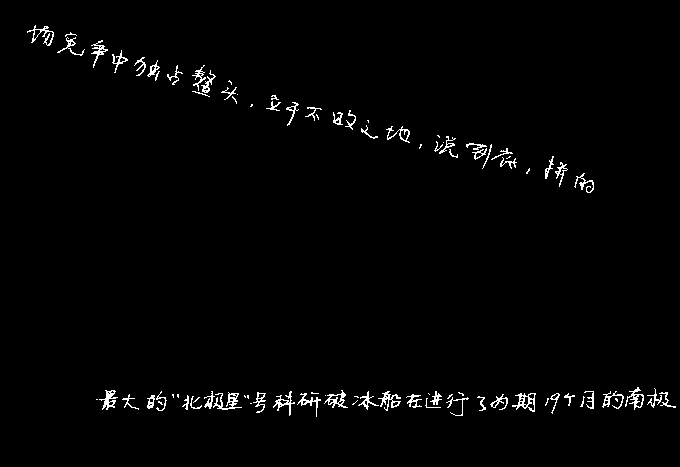 场竞争中独占鳌头，立于不败之地，说到底，拼的
最大的"北极星"号科研破冰船在进行了为期19个月的南极